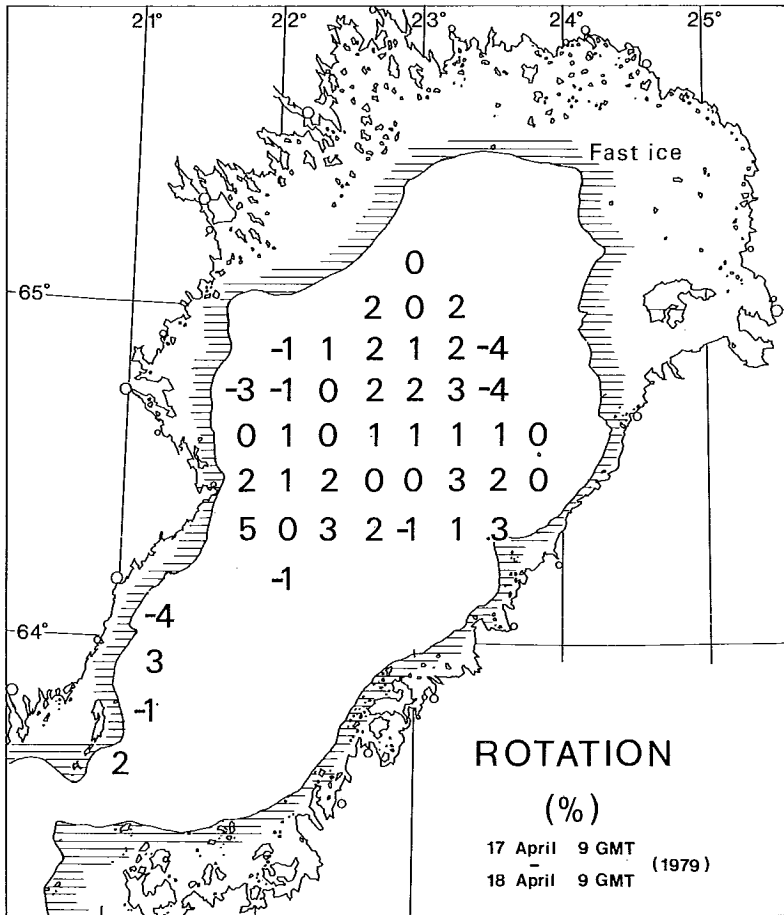 21° 22° 23° 24° 25°
Fast ice
0
65°
2 0 2
-1 1 2 1 2 -4
-3 -1 0 2 2 3 -4
0 1 0 1 1 1 1 0
2 1 2 0 0 3 2 0
5 0 3 2 -1 1 .3
-1
-4
64°
3
-1
2
ROTATION
(%)
17 April 9 GMT
– (1979)
18 April 9 GMT